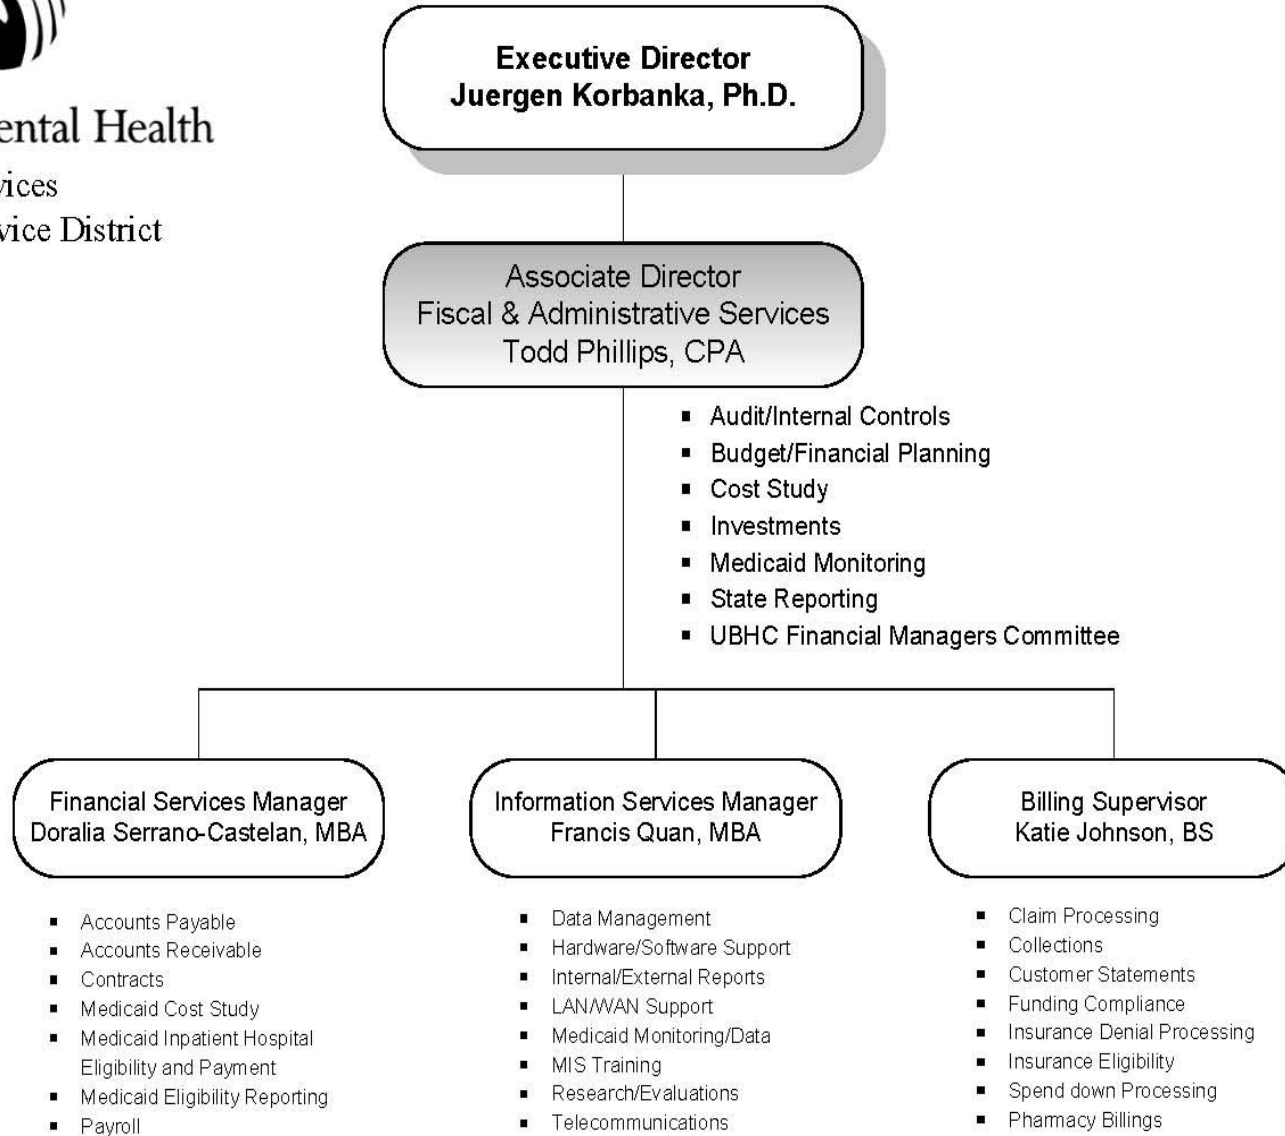 Executive Director
Juergen Korbanka, Ph.D.
ental Health
vices
vice District
Associate Director
Fiscal & Administrative Services
Todd Phillips, CPA
▪ Audit/Internal Controls
▪ Budget/Financial Planning
▪ Cost Study
▪ Investments
▪ Medicaid Monitoring
▪ State Reporting
▪ UBHC Financial Managers Committee
Financial Services Manager
Doralia Serrano-Castelan, MBA
▪ Accounts Payable
▪ Accounts Receivable
▪ Contracts
▪ Medicaid Cost Study
▪ Medicaid Inpatient Hospital
Eligibility and Payment
▪ Medicaid Eligibility Reporting
▪ Payroll
Information Services Manager
Francis Quan, MBA
▪ Data Management
▪ Hardware/Software Support
▪ Internal/External Reports
▪ LAN/WAN Support
▪ Medicaid Monitoring/Data
▪ MIS Training
▪ Research/Evaluations
▪ Telecommunications
Billing Supervisor
Katie Johnson, BS
▪ Claim Processing
▪ Collections
▪ Customer Statements
▪ Funding Compliance
▪ Insurance Denial Processing
▪ Insurance Eligibility
▪ Spend down Processing
▪ Pharmacy Billings